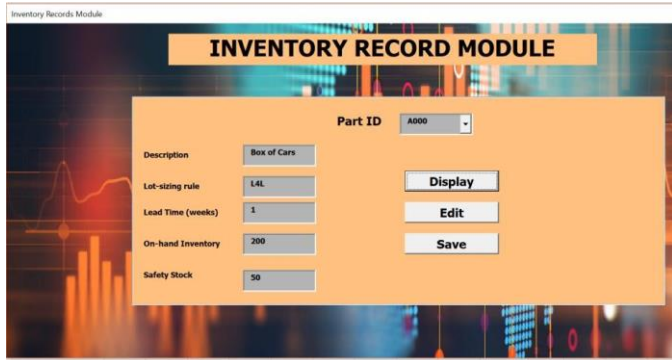 Inventory Records Module
INVENTORY RECORD MODULE
Part ID A000
Description Box of Cars
Lot-sizing rule L4L
Display
Lead Time (weeks) 1
Edit
On-hand Inventory 200
Save
Safety Stock 50